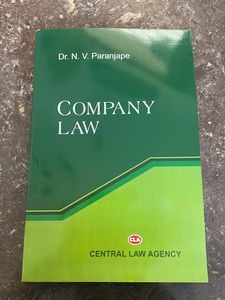 Dr. N. V. Paranjape
COMPANY
LAW
CLA
CENTRAL LAW AGENCY